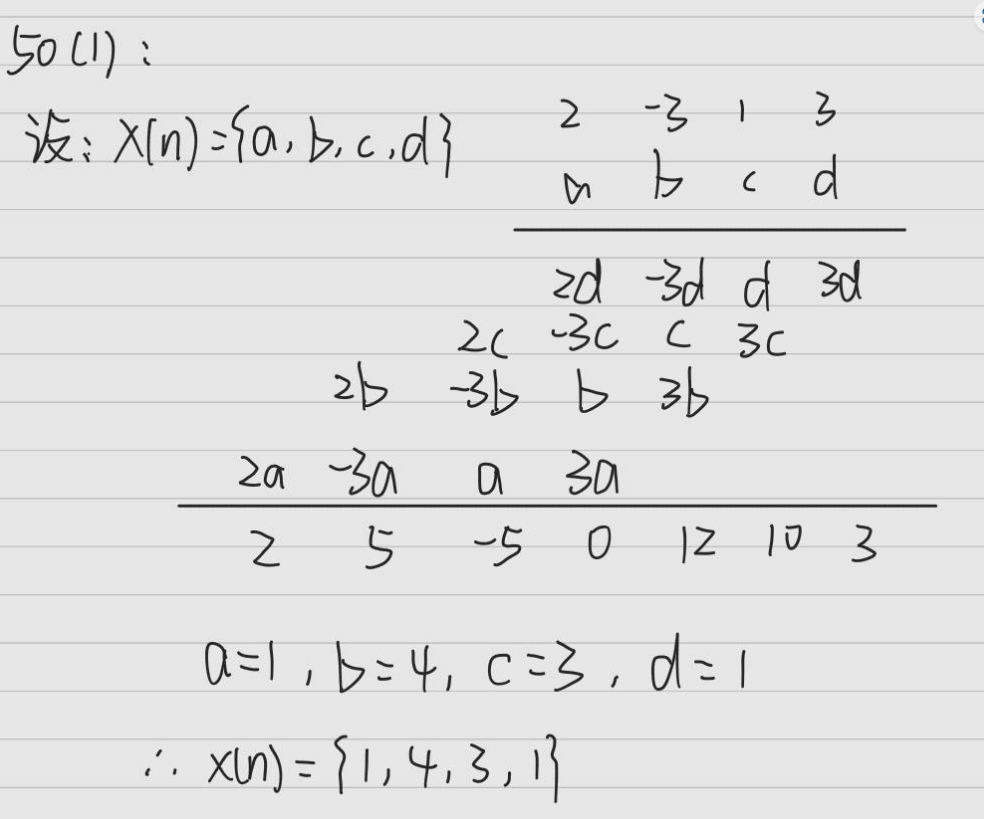 50(1):
设: x(n)={a, b, c, d}
2 -3 1 3
a b c d
2d -3d d 3d
2c -3c c 3c
2b -3b b 3b
2a -3a a 3a
2 5 -5 0 12 10 3
a=1, b=4, c=3, d=1
∴ x(n)={1, 4, 3, 1}